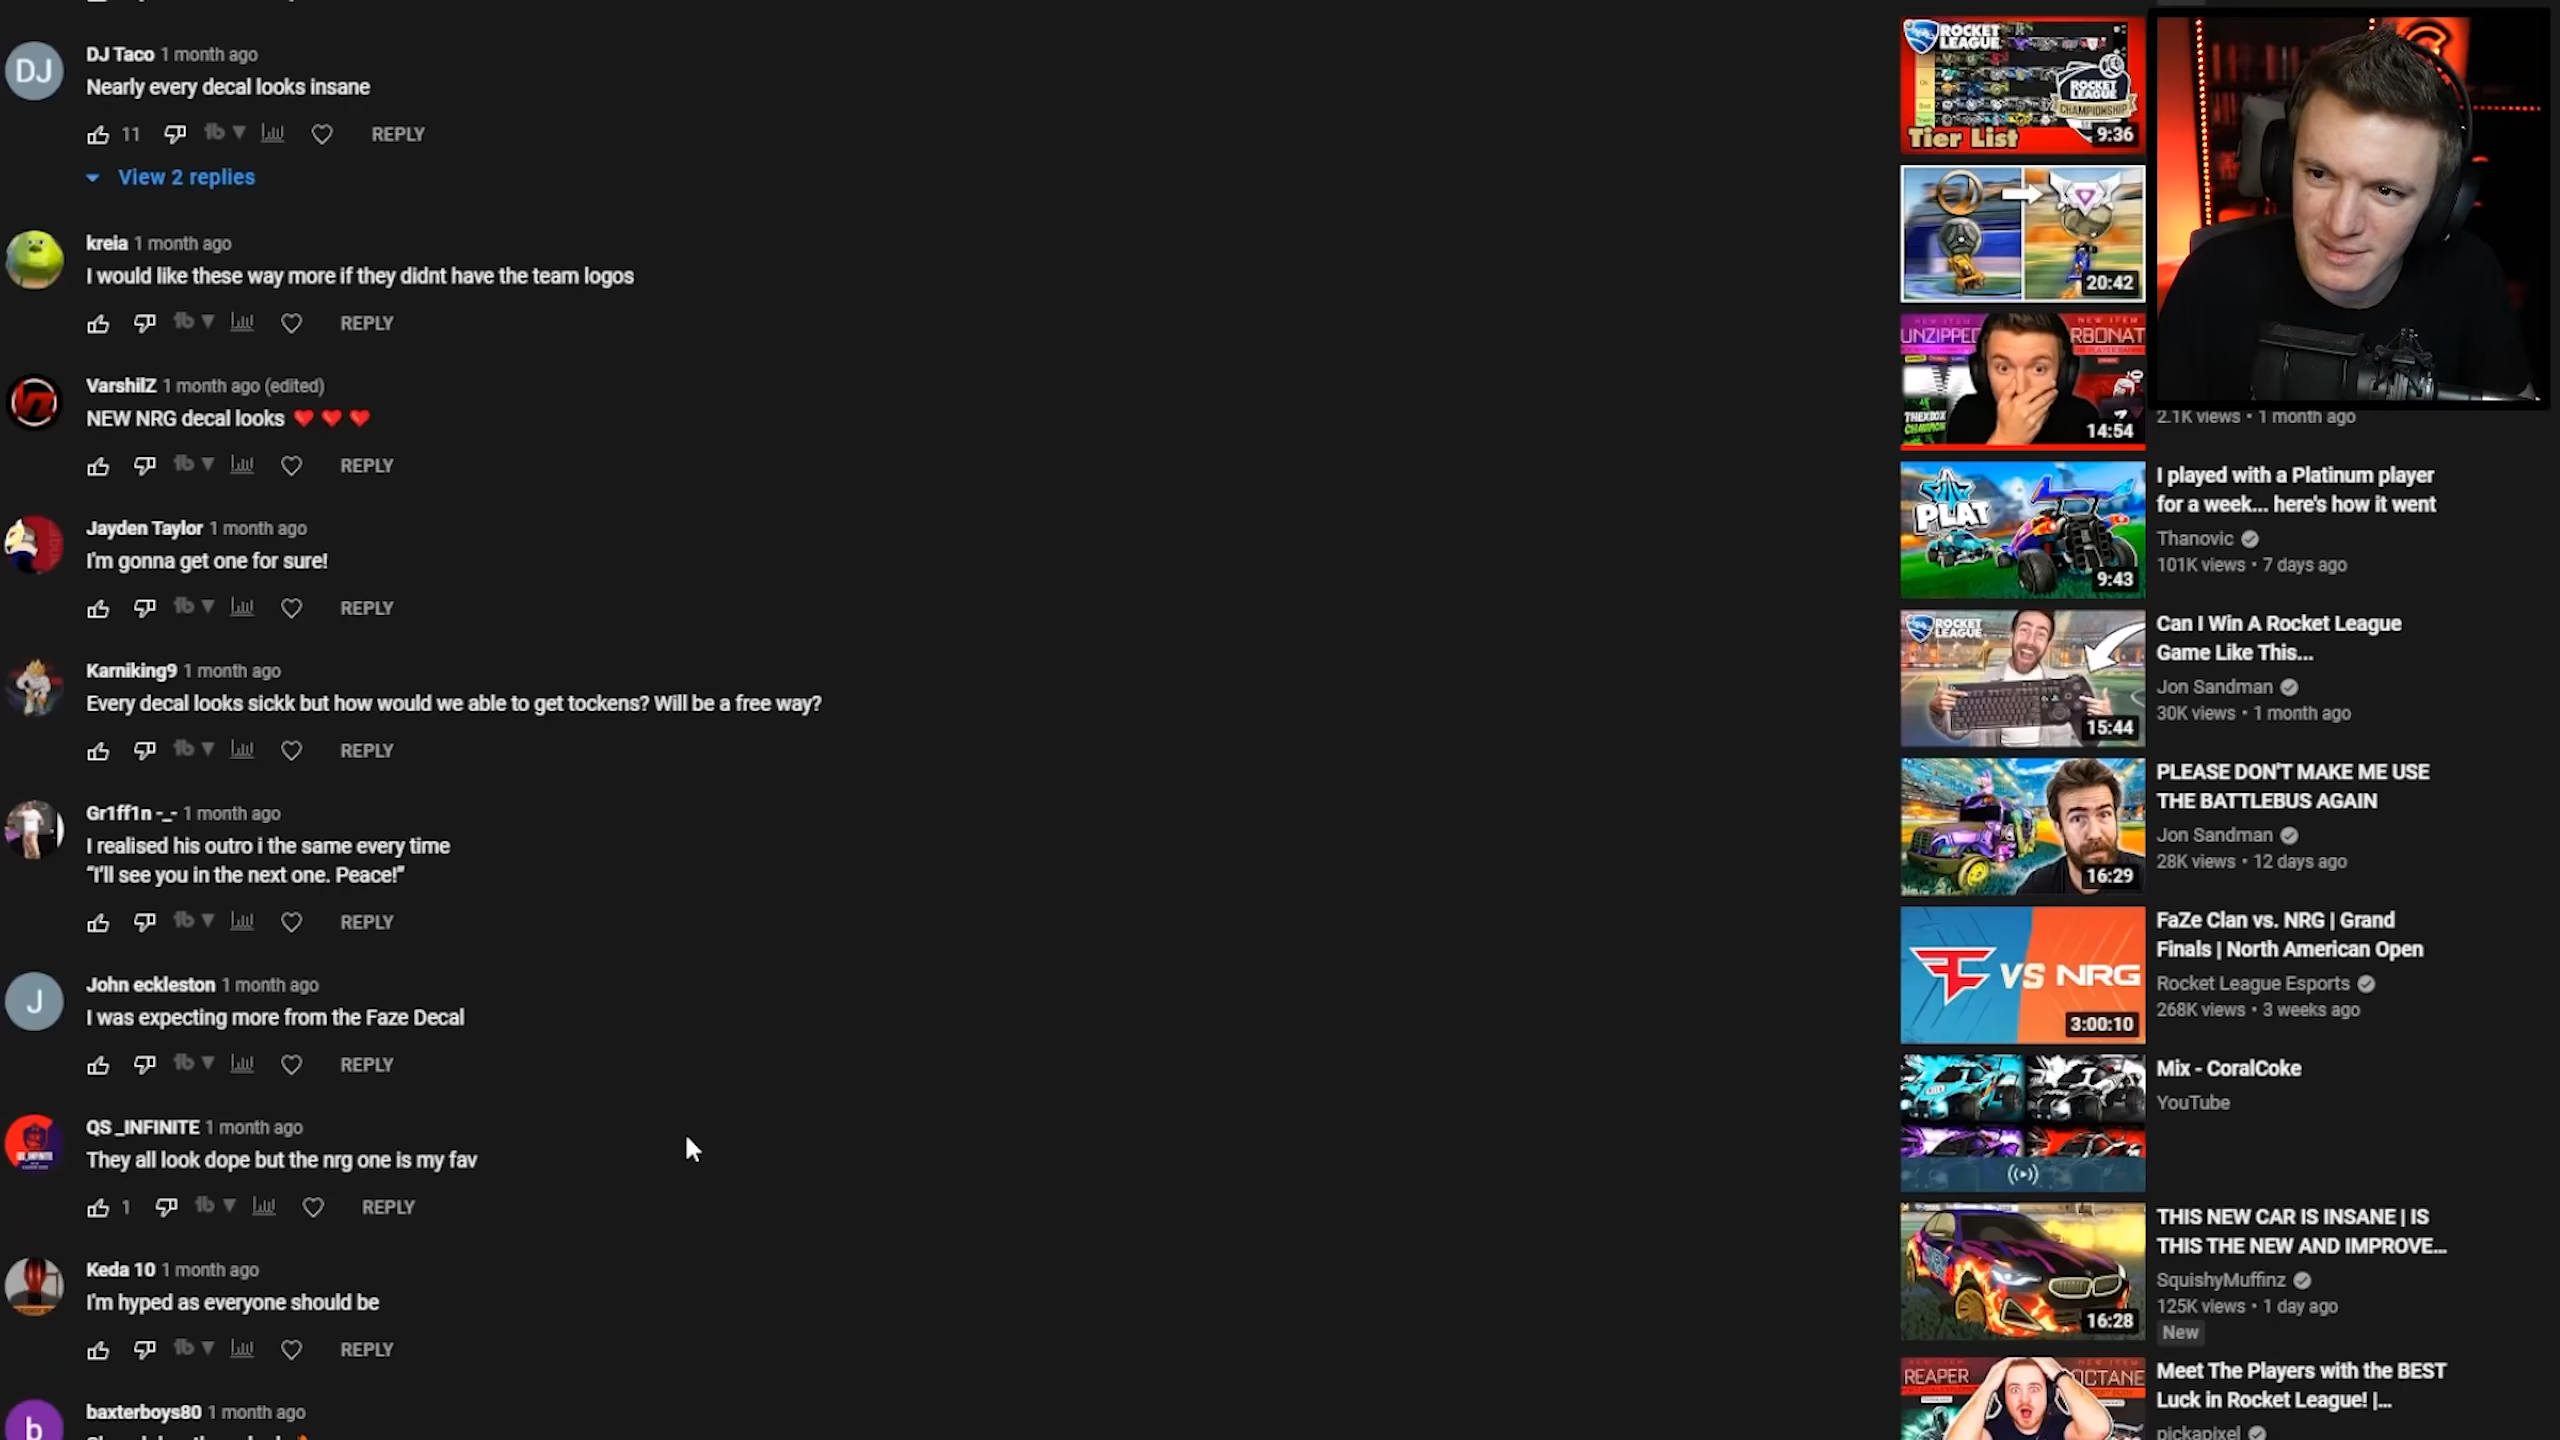 DJ
DJ Taco 1 month ago
Nearly every decal looks insane
11
REPLY
View 2 replies
kreia 1 month ago
I would like these way more if they didnt have the team logos
REPLY
VarshilZ 1 month ago (edited)
NEW NRG decal looks ❤️ ❤️ ❤️
REPLY
Jayden Taylor 1 month ago
I'm gonna get one for sure!
REPLY
Karniking9 1 month ago
Every decal looks sickk but how would we able to get tockens? Will be a free way?
REPLY
Gr1ff1n -_- 1 month ago
I realised his outro i the same every time
“I’ll see you in the next one. Peace!”
REPLY
J
John eckleston 1 month ago
I was expecting more from the Faze Decal
REPLY
QS _INFINITE 1 month ago
They all look dope but the nrg one is my fav
1
REPLY
Keda 10 1 month ago
I'm hyped as everyone should be
REPLY
b
baxterboys80 1 month ago
ROCKET
LEAGUE
ROCKET
LEAGUE
CHAMPIONSHIP
Tier List
9:36
20:42
UNZIPPED
RBONAT
14:54
2.1K views • 1 month ago
PLAT
9:43
I played with a Platinum player
for a week... here's how it went
Thanovic
101K views • 7 days ago
ROCKET
LEAGUE
15:44
Can I Win A Rocket League
Game Like This...
Jon Sandman
30K views • 1 month ago
16:29
PLEASE DON'T MAKE ME USE
THE BATTLEBUS AGAIN
Jon Sandman
28K views • 12 days ago
VS NRG
3:00:10
FaZe Clan vs. NRG | Grand
Finals | North American Open
Rocket League Esports
268K views • 3 weeks ago
Mix - CoralCoke
YouTube
16:28
THIS NEW CAR IS INSANE | IS
THIS THE NEW AND IMPROVE...
SquishyMuffinz
125K views • 1 day ago
New
REAPER
OCTANE
Meet The Players with the BEST
Luck in Rocket League! |...
pickapixel